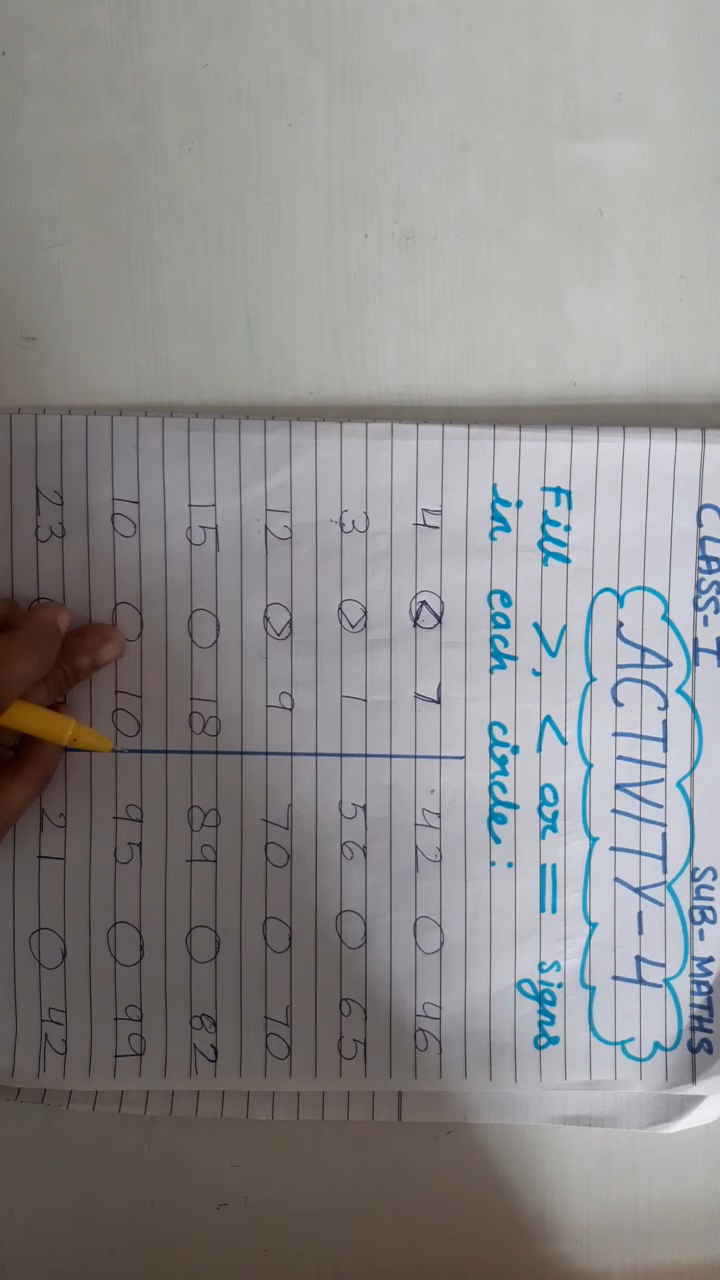 CLASS-I SUB-MATHS
ACTIVITY-4
Fill >, < or = signs
in each circle:
4 < 7 42 ○ 46
3 > 1 56 ○ 65
12 > 9 70 ○ 70
15 ○ 18 89 ○ 82
10 ○ 10 95 ○ 99
23 21 ○ 42